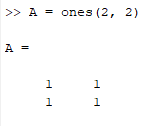 >> A = ones(2, 2)
A =
1 1
1 1